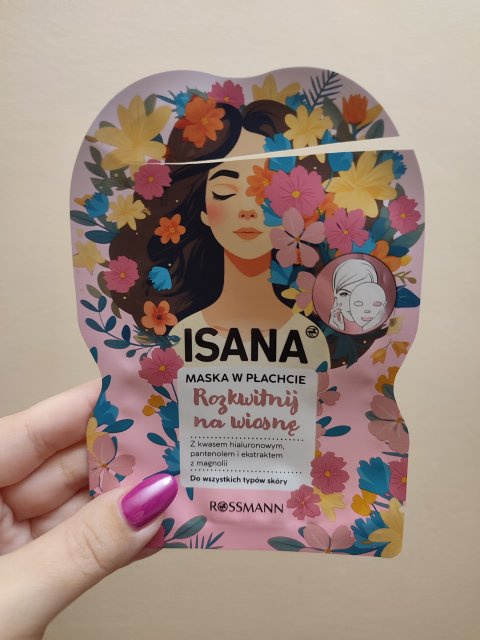 ISANA
MASKA W PŁACHCIE
Rozkwitnij
na wiosnę
Z kwasem hialuronowym,
pantenolem i ekstraktem
z magnolii
Do wszystkich typów skóry
ROSSMANN